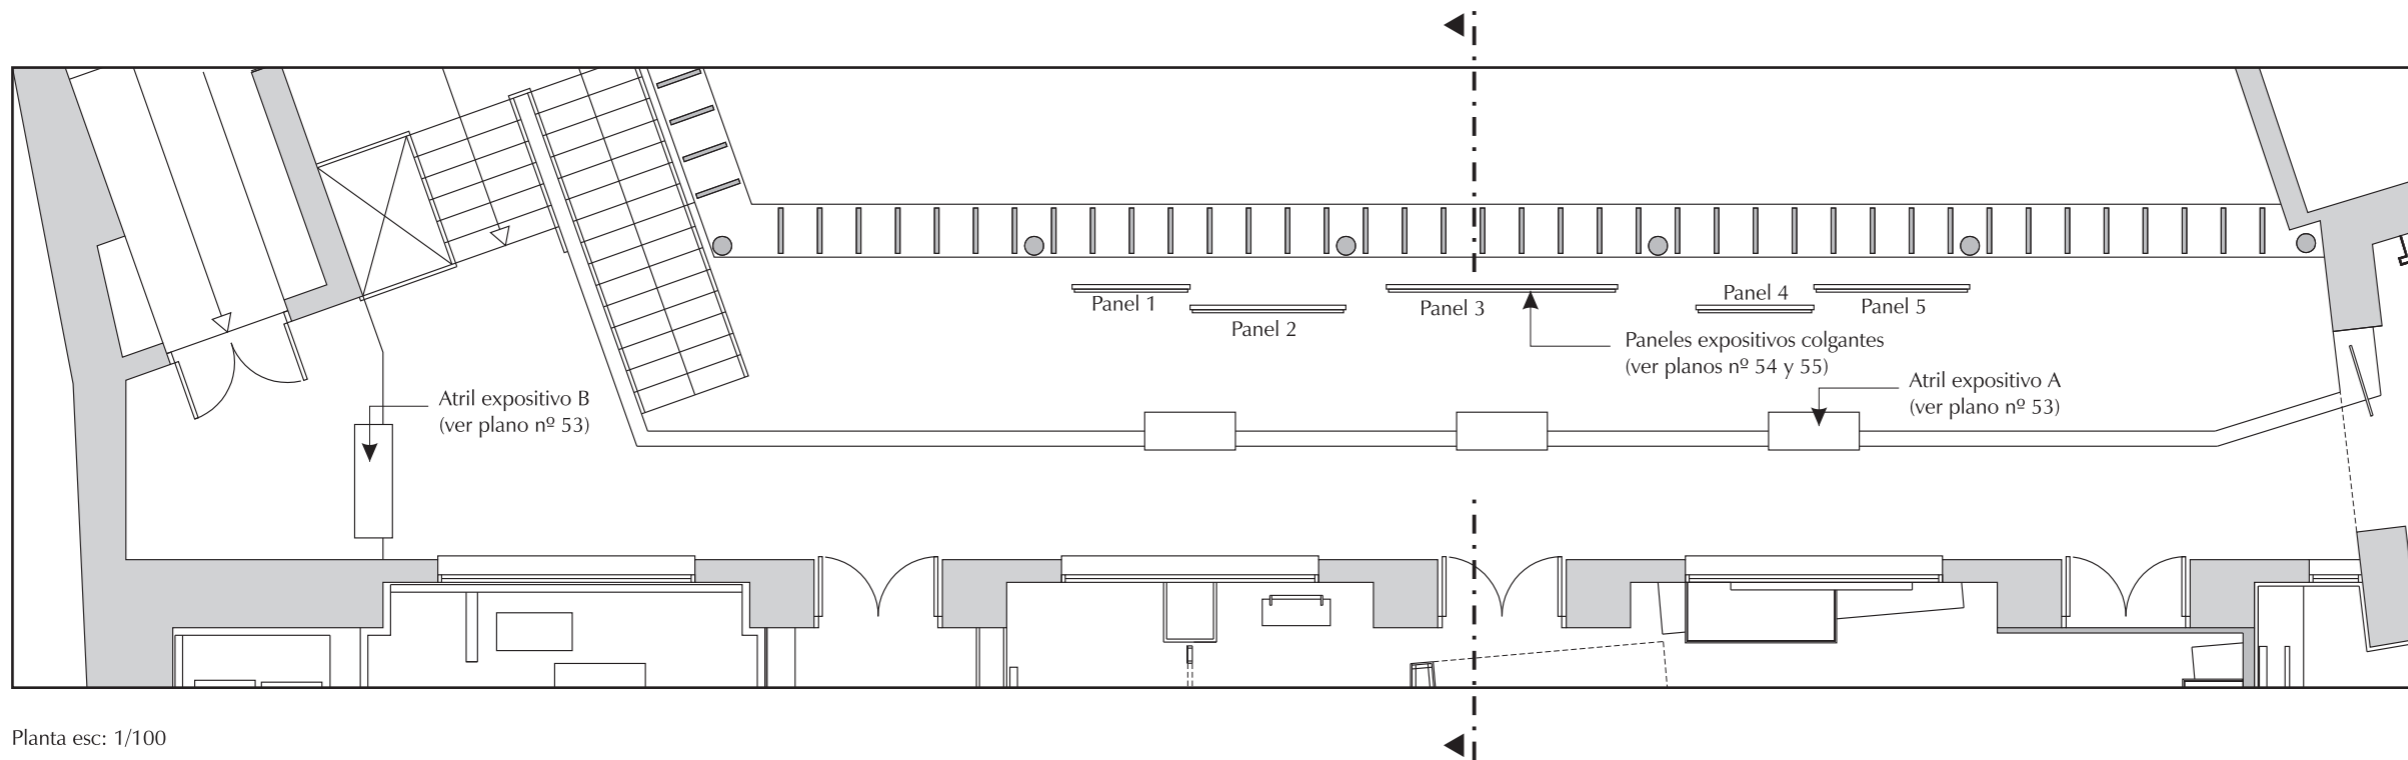 Panel 1
Panel 2
Panel 3
Panel 4
Panel 5
Paneles expositivos colgantes
(ver planos nº 54 y 55)
Atril expositivo B
(ver plano nº 53)
Atril expositivo A
(ver plano nº 53)
Planta esc: 1/100